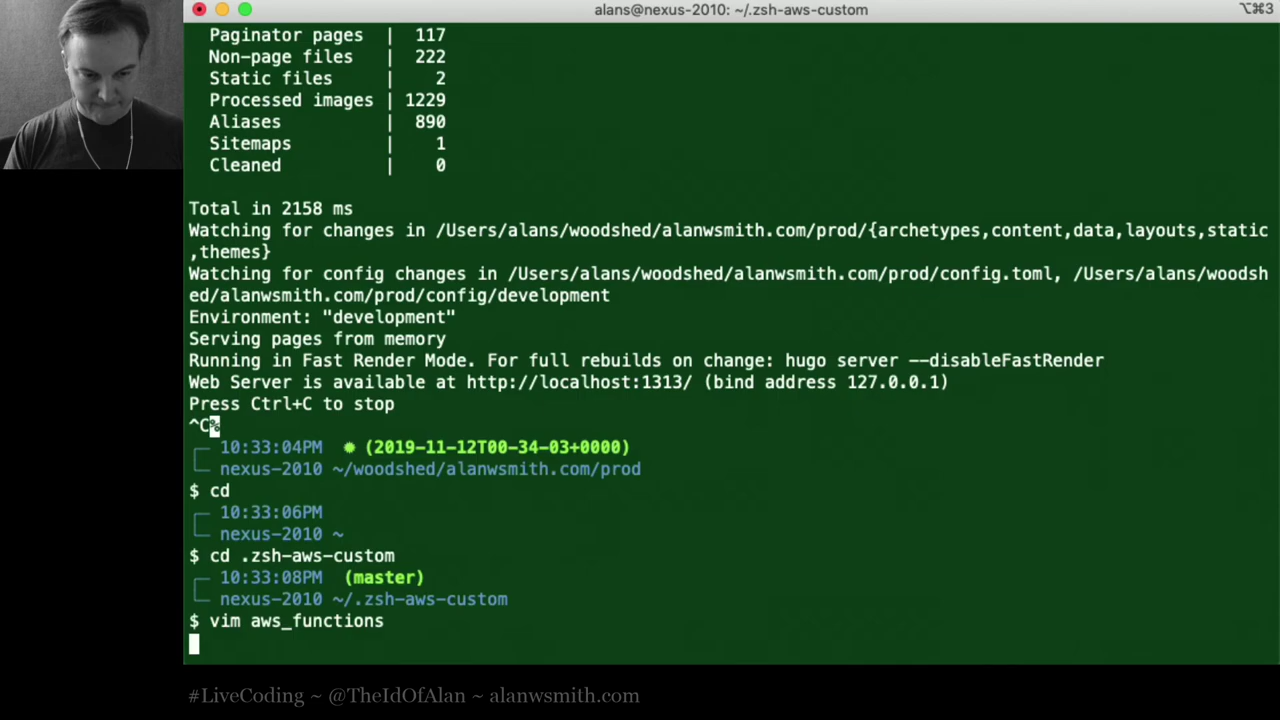 alans@nexus-2010: ~/.zsh-aws-custom
⌥⌘3
Paginator pages | 117
Non-page files | 222
Static files | 2
Processed images | 1229
Aliases | 890
Sitemaps | 1
Cleaned | 0
Total in 2158 ms
Watching for changes in /Users/alans/woodshed/alanwsmith.com/prod/{archetypes,content,data,layouts,static
,themes}
Watching for config changes in /Users/alans/woodshed/alanwsmith.com/prod/config.toml, /Users/alans/woodsh
ed/alanwsmith.com/prod/config/development
Environment: "development"
Serving pages from memory
Running in Fast Render Mode. For full rebuilds on change: hugo server --disableFastRender
Web Server is available at http://localhost:1313/ (bind address 127.0.0.1)
Press Ctrl+C to stop
^C%
10:33:04PM ✹ (2019-11-12T00-34-03+0000)
nexus-2010 ~/woodshed/alanwsmith.com/prod
$ cd
10:33:06PM
nexus-2010 ~
$ cd .zsh-aws-custom
10:33:08PM (master)
nexus-2010 ~/.zsh-aws-custom
$ vim aws_functions
#LiveCoding ~ @TheIdOfAlan ~ alanwsmith.com